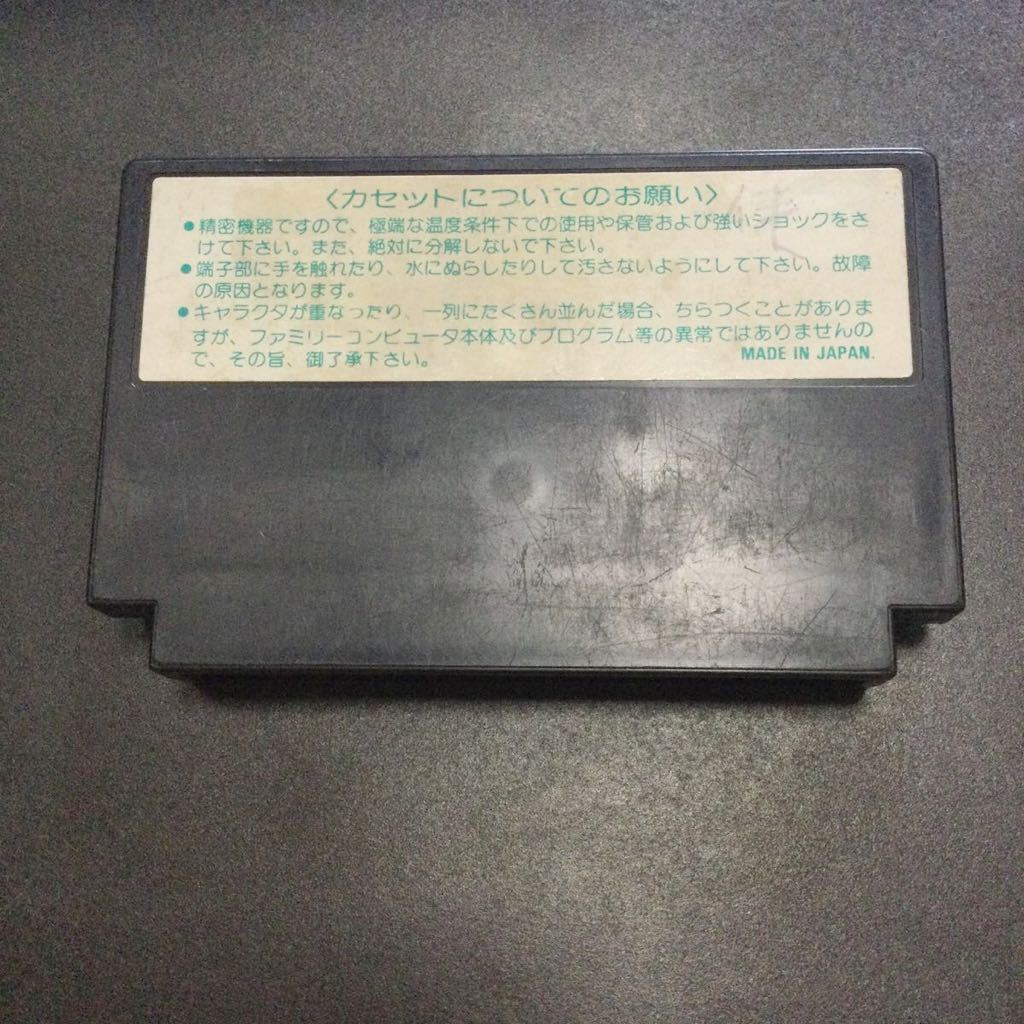 〈カセットについてのお願い〉
●精密機器ですので、極端な温度条件下での使用や保管および強いショックをさ
けて下さい。また、絶対に分解しないで下さい。
●端子部に手を触れたり、水にぬらしたりして汚さないようにして下さい。故障
の原因となります。
●キャラクタが重なったり、一列にたくさん並んだ場合、ちらつくことがありま
すが、ファミリーコンピュータ本体及びプログラム等の異常ではありませんの
で、その旨、御了承下さい。
MADE IN JAPAN.